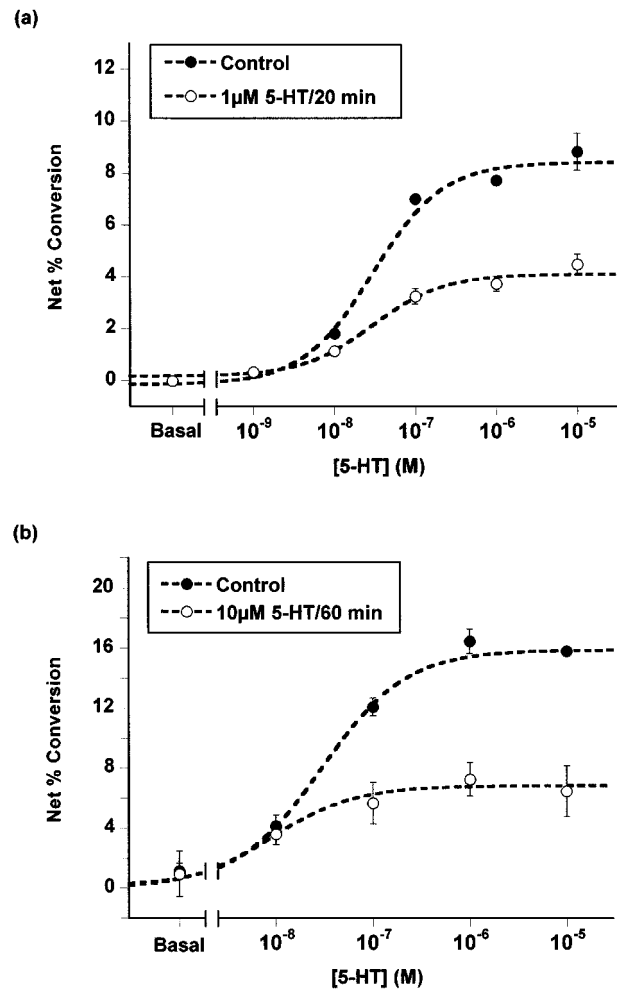 (a)
Control
1µM 5-HT/20 min
12
10
8
6
4
2
0
Net % Conversion
Basal 10⁻⁹ 10⁻⁸ 10⁻⁷ 10⁻⁶ 10⁻⁵
[5-HT] (M)
(b)
Control
10µM 5-HT/60 min
20
16
12
8
4
0
Net % Conversion
Basal 10⁻⁸ 10⁻⁷ 10⁻⁶ 10⁻⁵
[5-HT] (M)